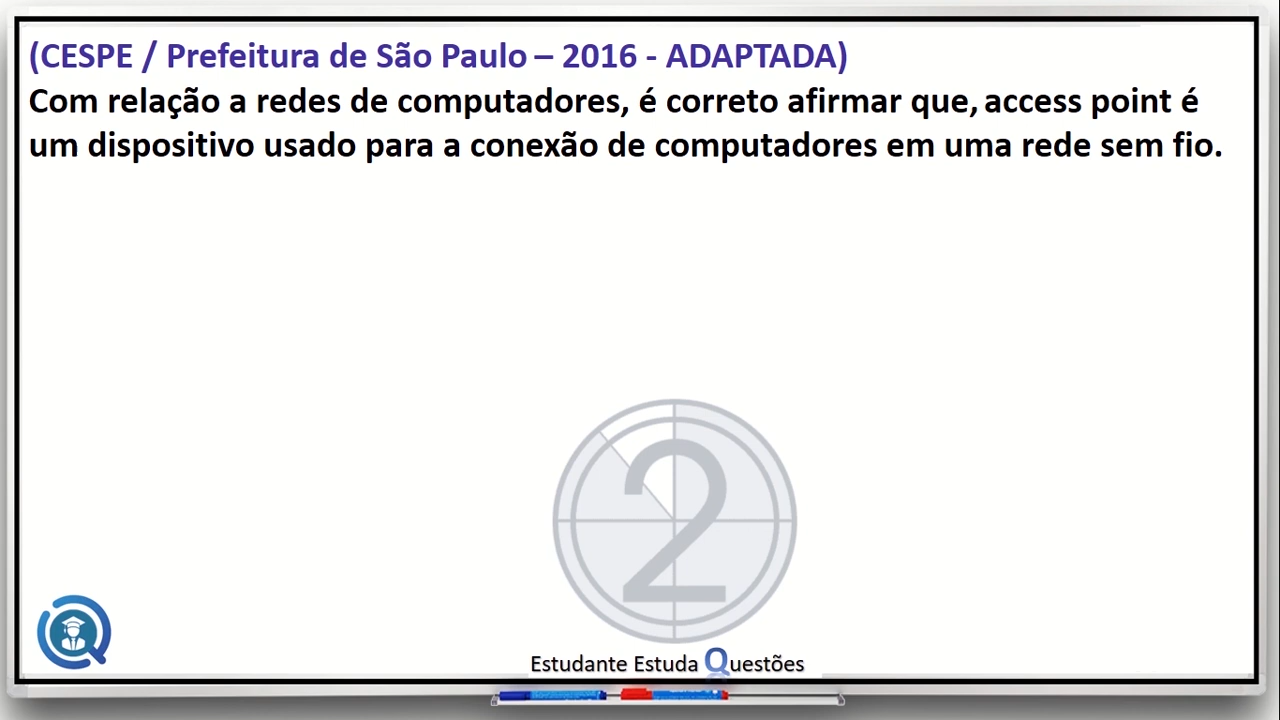 (CESPE / Prefeitura de São Paulo – 2016 - ADAPTADA)
Com relação a redes de computadores, é correto afirmar que, access point é
um dispositivo usado para a conexão de computadores em uma rede sem fio.
2
Estudante Estuda Questões